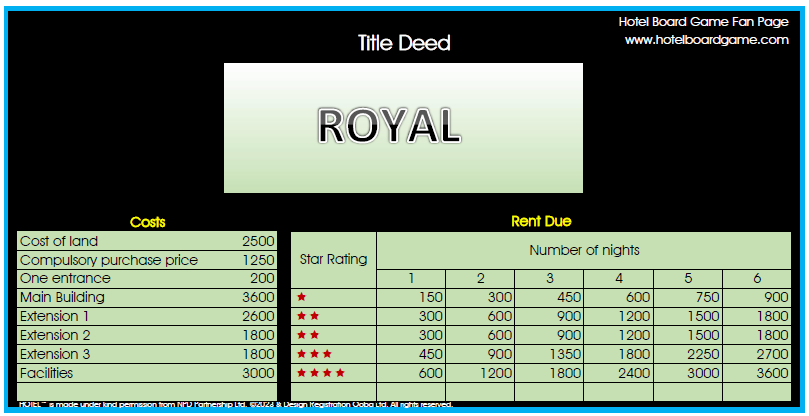 Hotel Board Game Fan Page
www.hotelboardgame.com
Title Deed
ROYAL
Costs
Cost of land 2500
Compulsory purchase price 1250
One entrance 200
Main Building 3600
Extension 1 2600
Extension 2 1800
Extension 3 1800
Facilities 3000
Rent Due
Star Rating Number of nights
1 2 3 4 5 6
★ 150 300 450 600 750 900
★★ 300 600 900 1200 1500 1800
★★ 300 600 900 1200 1500 1800
★★★ 450 900 1350 1800 2250 2700
★★★★ 600 1200 1800 2400 3000 3600
HOTEL™ is made under kind permission from NPD Partnership Ltd. ©2023 & Design Registration Ooba Ltd. All rights reserved.